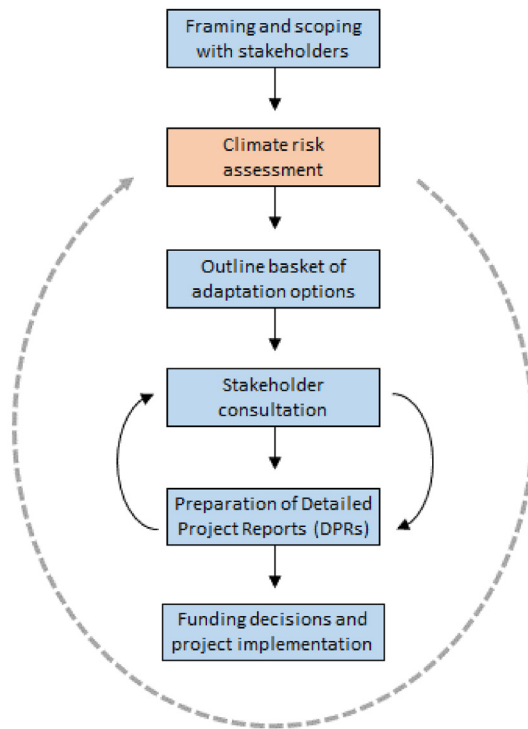 Framing and scoping
with stakeholders
Climate risk
assessment
Outline basket of
adaptation options
Stakeholder
consultation
Preparation of Detailed
Project Reports (DPRs)
Funding decisions and
project implementation